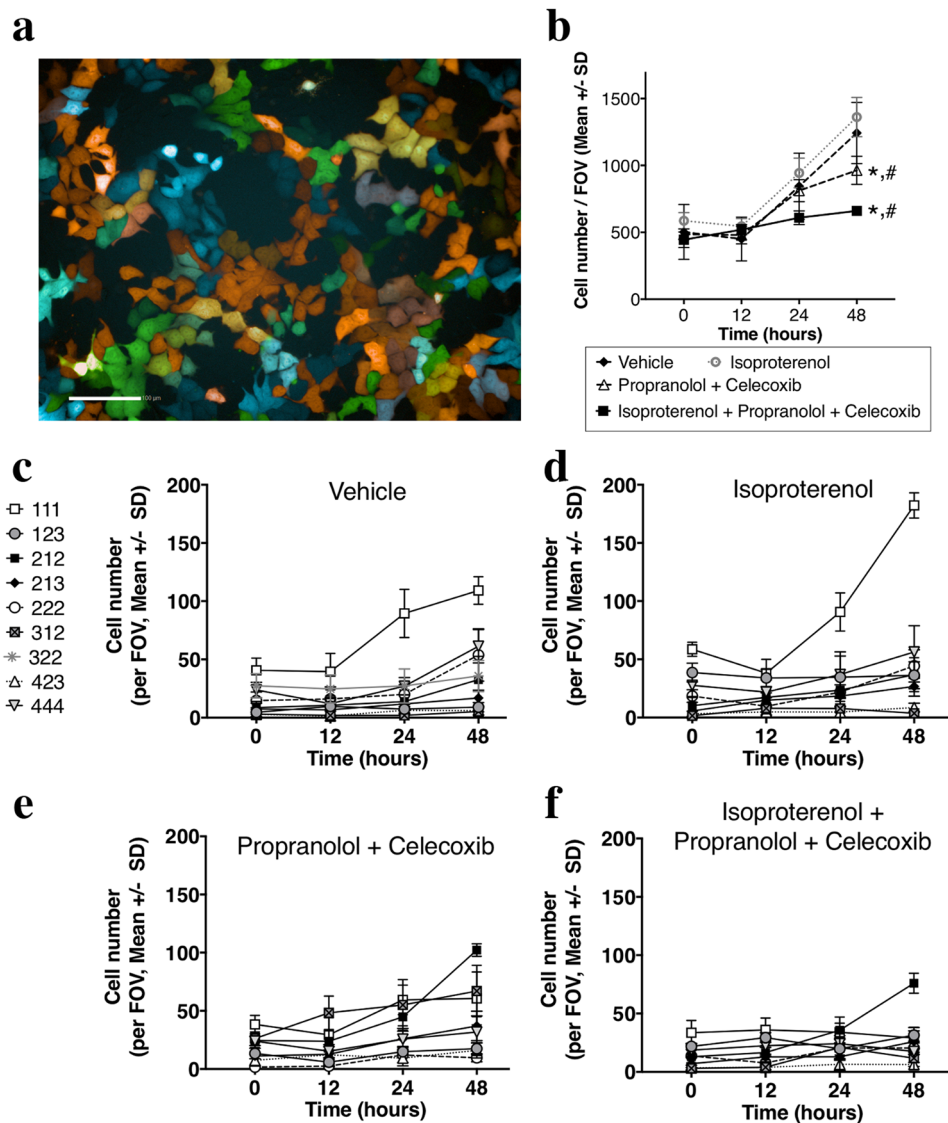 a
100 µm
b
Cell number / FOV (Mean +/- SD)
1500
1000
500
0
0 12 24 48
Time (hours)
*,#
*,#
Vehicle Isoproterenol
Propranolol + Celecoxib
Isoproterenol + Propranolol + Celecoxib
c
111
123
212
213
222
312
322
423
444
Vehicle
Cell number
(per FOV, Mean +/- SD)
200
150
100
50
0
0 12 24 48
Time (hours)
d
Isoproterenol
Cell number
(per FOV, Mean +/- SD)
200
150
100
50
0
0 12 24 48
Time (hours)
e
Propranolol + Celecoxib
Cell number
(per FOV, Mean +/- SD)
200
150
100
50
0
0 12 24 48
Time (hours)
f
Isoproterenol +
Propranolol + Celecoxib
Cell number
(per FOV, Mean +/- SD)
200
150
100
50
0
0 12 24 48
Time (hours)